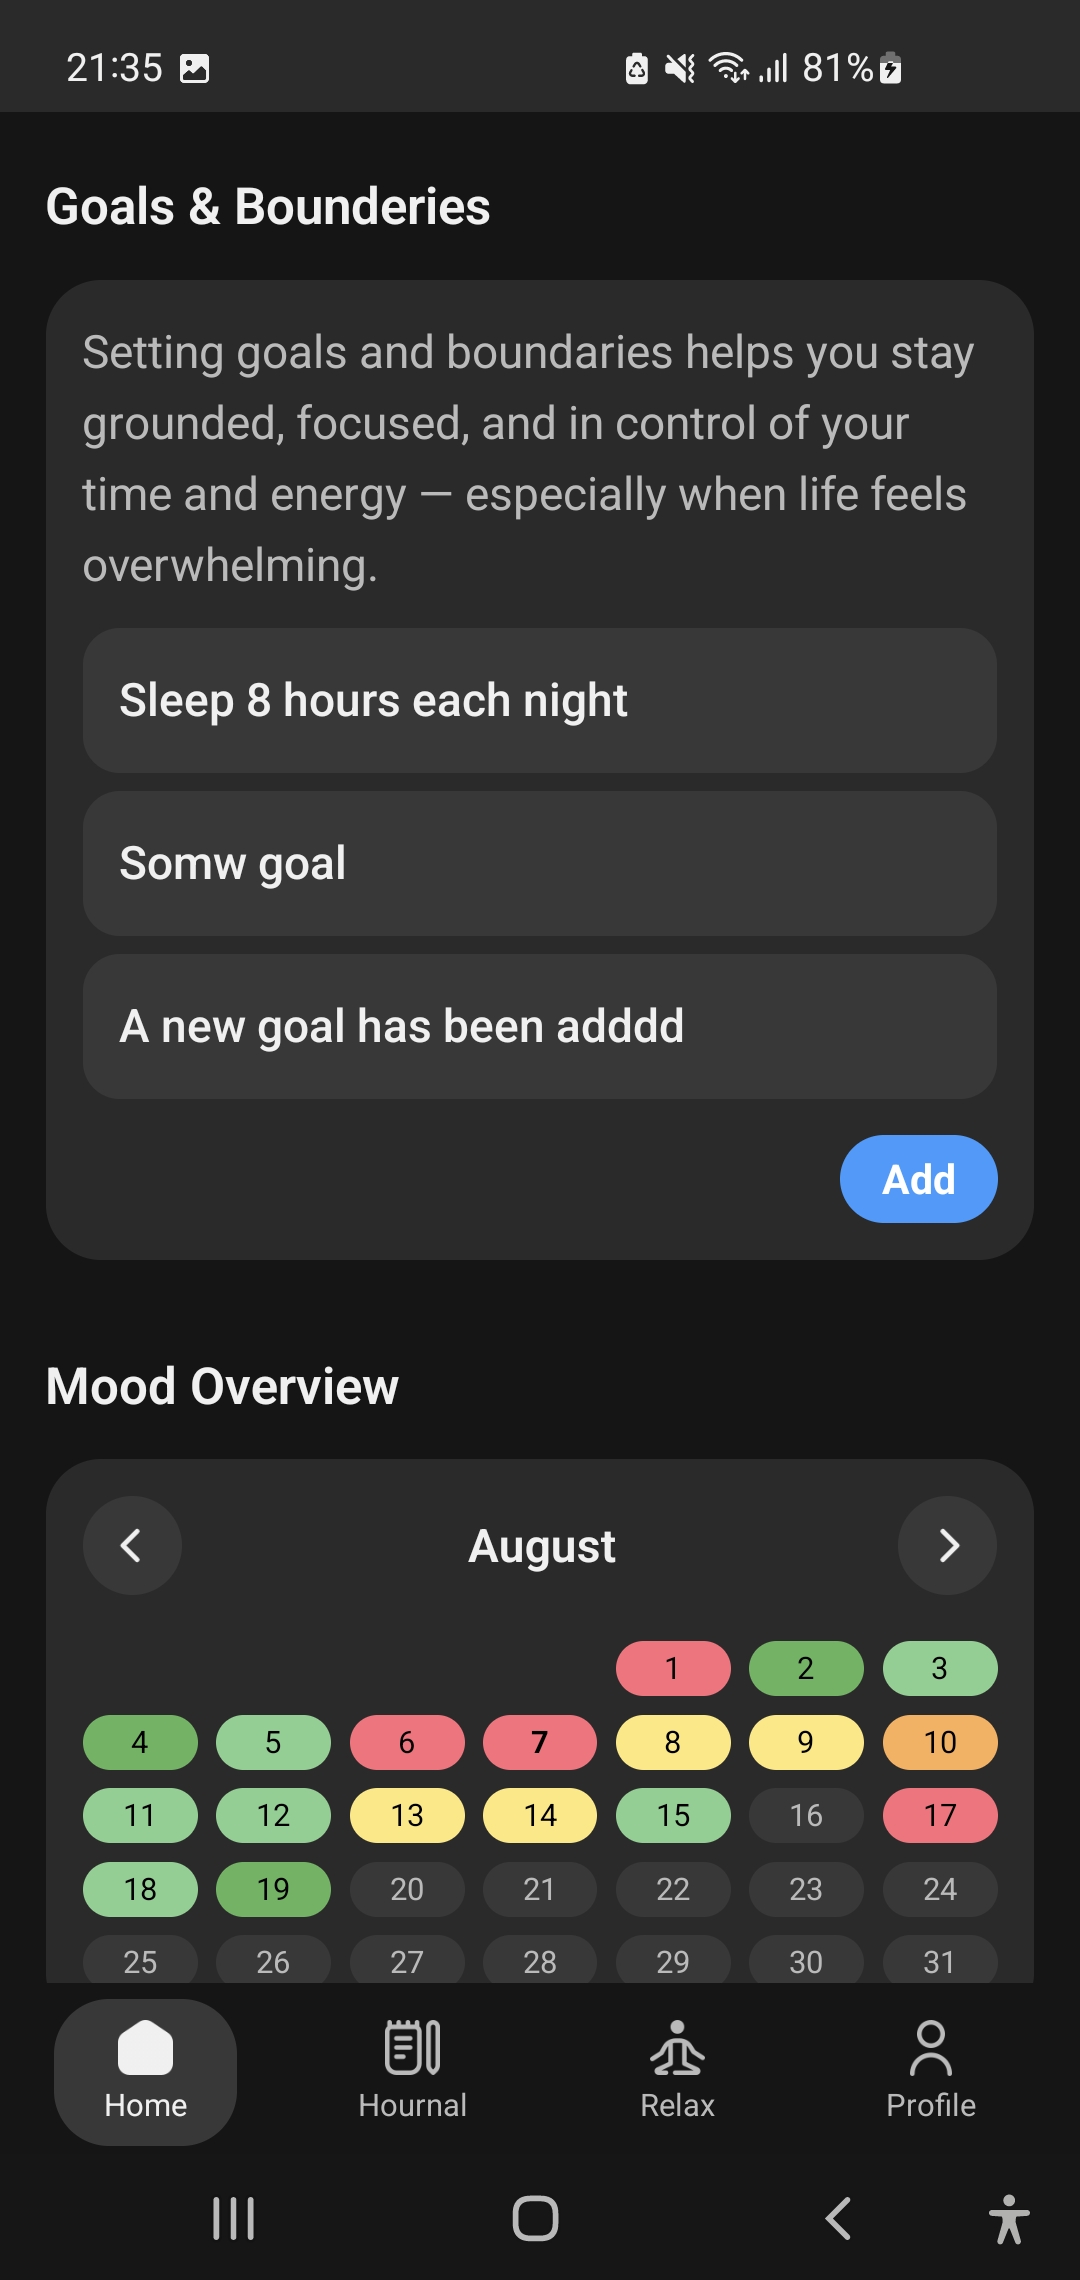 21:35
81%
Goals & Bounderies
Setting goals and boundaries helps you stay
grounded, focused, and in control of your
time and energy — especially when life feels
overwhelming.
Sleep 8 hours each night
Somw goal
A new goal has been adddd
Add
Mood Overview
August
1 2 3
4 5 6 7 8 9 10
11 12 13 14 15 16 17
18 19 20 21 22 23 24
25 26 27 28 29 30 31
Home Hournal Relax Profile